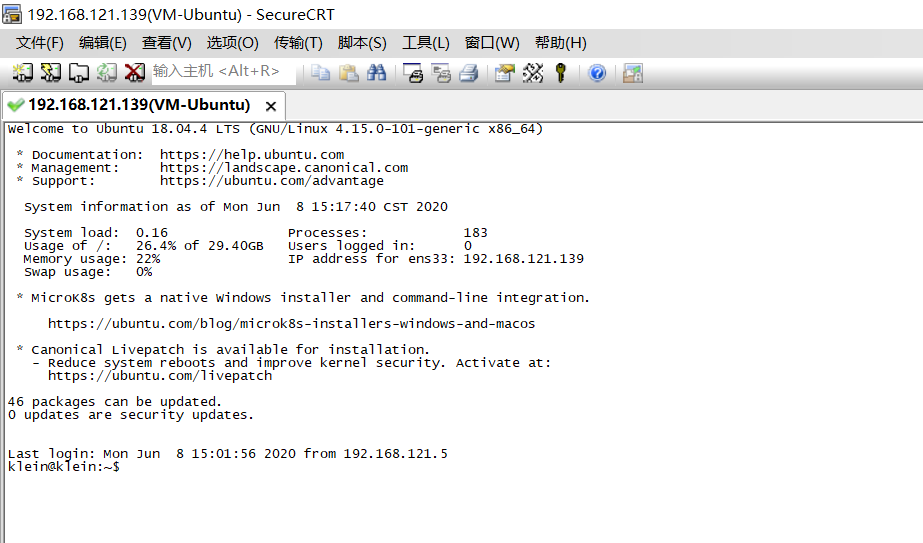 192.168.121.139(VM-Ubuntu) - SecureCRT
文件(F) 编辑(E) 查看(V) 选项(O) 传输(T) 脚本(S) 工具(L) 窗口(W) 帮助(H)
输入主机 <Alt+R>
192.168.121.139(VM-Ubuntu)
Welcome to Ubuntu 18.04.4 LTS (GNU/Linux 4.15.0-101-generic x86_64)
* Documentation: https://help.ubuntu.com
* Management: https://landscape.canonical.com
* Support: https://ubuntu.com/advantage
System information as of Mon Jun 8 15:17:40 CST 2020
System load: 0.16 Processes: 183
Usage of /: 26.4% of 29.40GB Users logged in: 0
Memory usage: 22% IP address for ens33: 192.168.121.139
Swap usage: 0%
* MicroK8s gets a native Windows installer and command-line integration.
https://ubuntu.com/blog/microk8s-installers-windows-and-macos
* Canonical Livepatch is available for installation.
- Reduce system reboots and improve kernel security. Activate at:
https://ubuntu.com/livepatch
46 packages can be updated.
0 updates are security updates.
Last login: Mon Jun 8 15:01:56 2020 from 192.168.121.5
klein@klein:~$